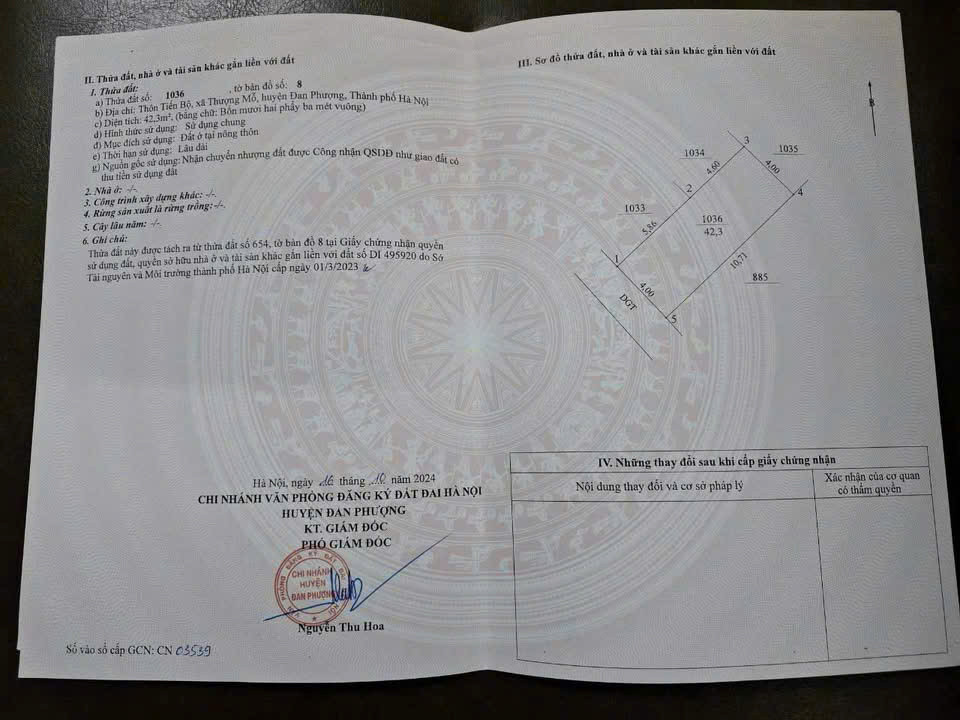 II. Thửa đất, nhà ở và tài sản khác gắn liền với đất
1. Thửa đất:
a) Thửa đất số: 1036 , tờ bản đồ số: 8
b) Địa chỉ: Thôn Tiến Bộ, xã Thượng Mỗ, huyện Đan Phượng, Thành phố Hà Nội
c) Diện tích: 42,3m², (bằng chữ: Bốn mươi hai phẩy ba mét vuông)
d) Hình thức sử dụng: Sử dụng chung
đ) Mục đích sử dụng: Đất ở tại nông thôn
e) Thời hạn sử dụng: Lâu dài
g) Nguồn gốc sử dụng: Nhận chuyển nhượng đất được Công nhận QSDĐ như giao đất có
thu tiền sử dụng đất
2. Nhà ở: -/-
3. Công trình xây dựng khác: -/-
4. Rừng sản xuất là rừng trồng: -/-
5. Cây lâu năm: -/-
6. Ghi chú:
Thửa đất này được tách ra từ thửa đất số 654, tờ bản đồ 8 tại Giấy chứng nhận quyền
sử dụng đất, quyền sở hữu nhà ở và tài sản khác gắn liền với đất số DI 495920 do Sở
Tài nguyên và Môi trường thành phố Hà Nội cấp ngày 01/3/2023
Hà Nội, ngày 16 tháng 10 năm 2024
CHI NHÁNH VĂN PHÒNG ĐĂNG KÝ ĐẤT ĐAI HÀ NỘI
HUYỆN ĐAN PHƯỢNG
KT. GIÁM ĐỐC
PHÓ GIÁM ĐỐC
VĂN PHÒNG ĐĂNG KÝ ĐẤT ĐAI HÀ NỘI
CHI NHÁNH
HUYỆN
ĐAN PHƯỢNG
Nguyễn Thu Hoa
Số vào sổ cấp GCN: CN 03539
III. Sơ đồ thửa đất, nhà ở và tài sản khác gắn liền với đất
B
3
1034
1035
4,60
4,00
2
4
1033
1036
42,3
5,86
10,71
1
885
4,00
DGT
5
IV. Những thay đổi sau khi cấp giấy chứng nhận
Nội dung thay đổi và cơ sở pháp lý
Xác nhận của cơ quan
có thẩm quyền